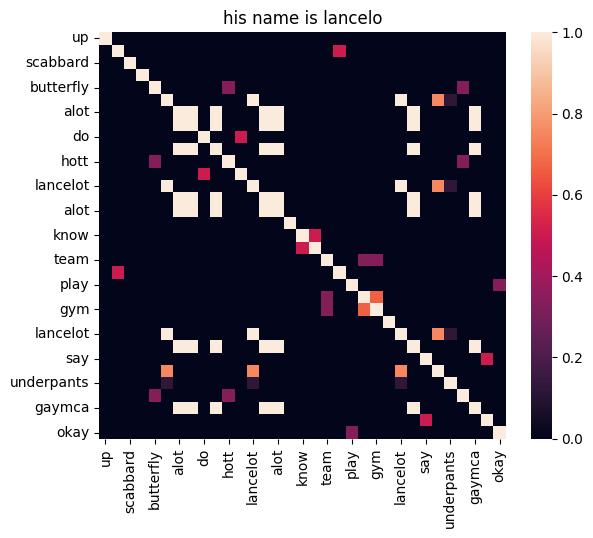 his name is lancelo
up
scabbard
butterfly
alot
do
hott
lancelot
alot
know
team
play
gym
lancelot
say
underpants
gaymca
okay
up
scabbard
butterfly
alot
do
hott
lancelot
alot
know
team
play
gym
lancelot
say
underpants
gaymca
okay
1.0
0.8
0.6
0.4
0.2
0.0